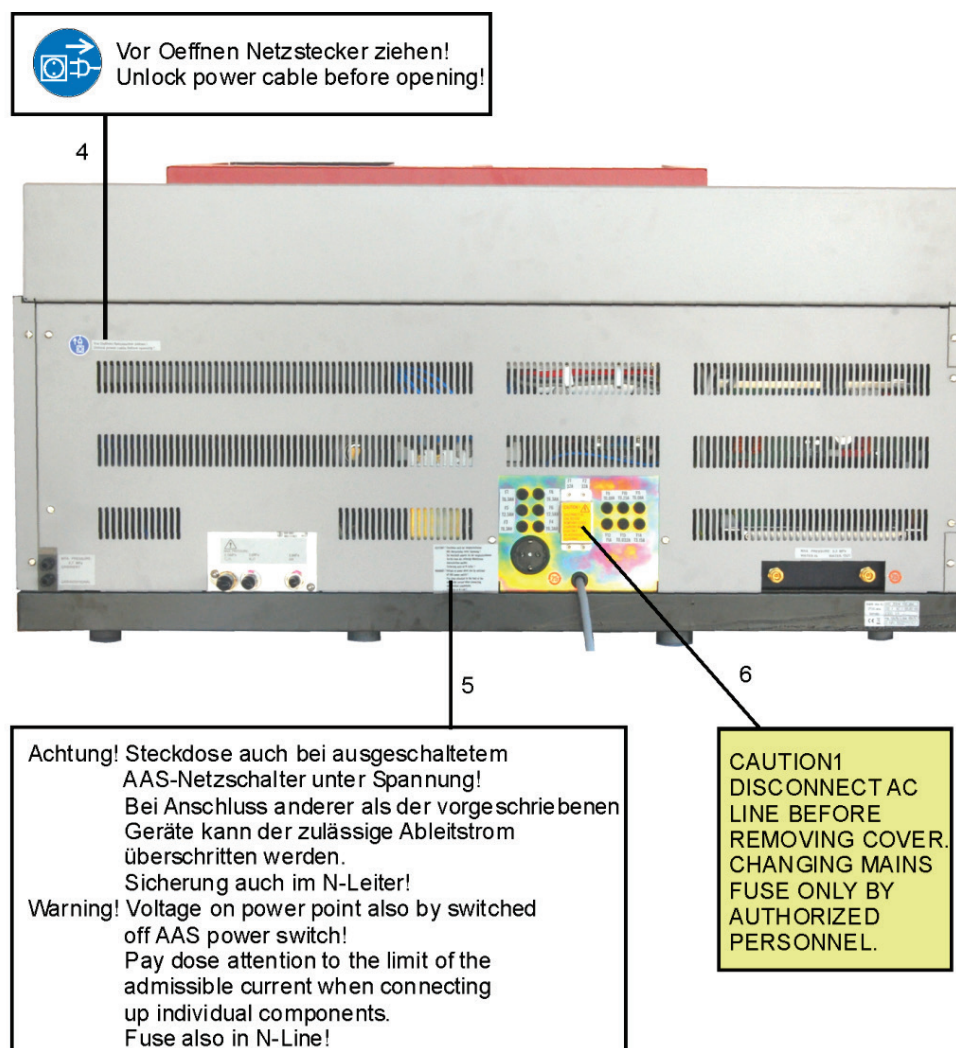 Vor Oeffnen Netzstecker ziehen!
Unlock power cable before opening!
4
5
6
Achtung! Steckdose auch bei ausgeschaltetem
AAS-Netzschalter unter Spannung!
Bei Anschluss anderer als der vorgeschriebenen
Geräte kann der zulässige Ableitstrom
überschritten werden.
Sicherung auch im N-Leiter!
Warning! Voltage on power point also by switched
off AAS power switch!
Pay dose attention to the limit of the
admissible current when connecting
up individual components.
Fuse also in N-Line!
CAUTION1
DISCONNECT AC
LINE BEFORE
REMOVING COVER.
CHANGING MAINS
FUSE ONLY BY
AUTHORIZED
PERSONNEL.